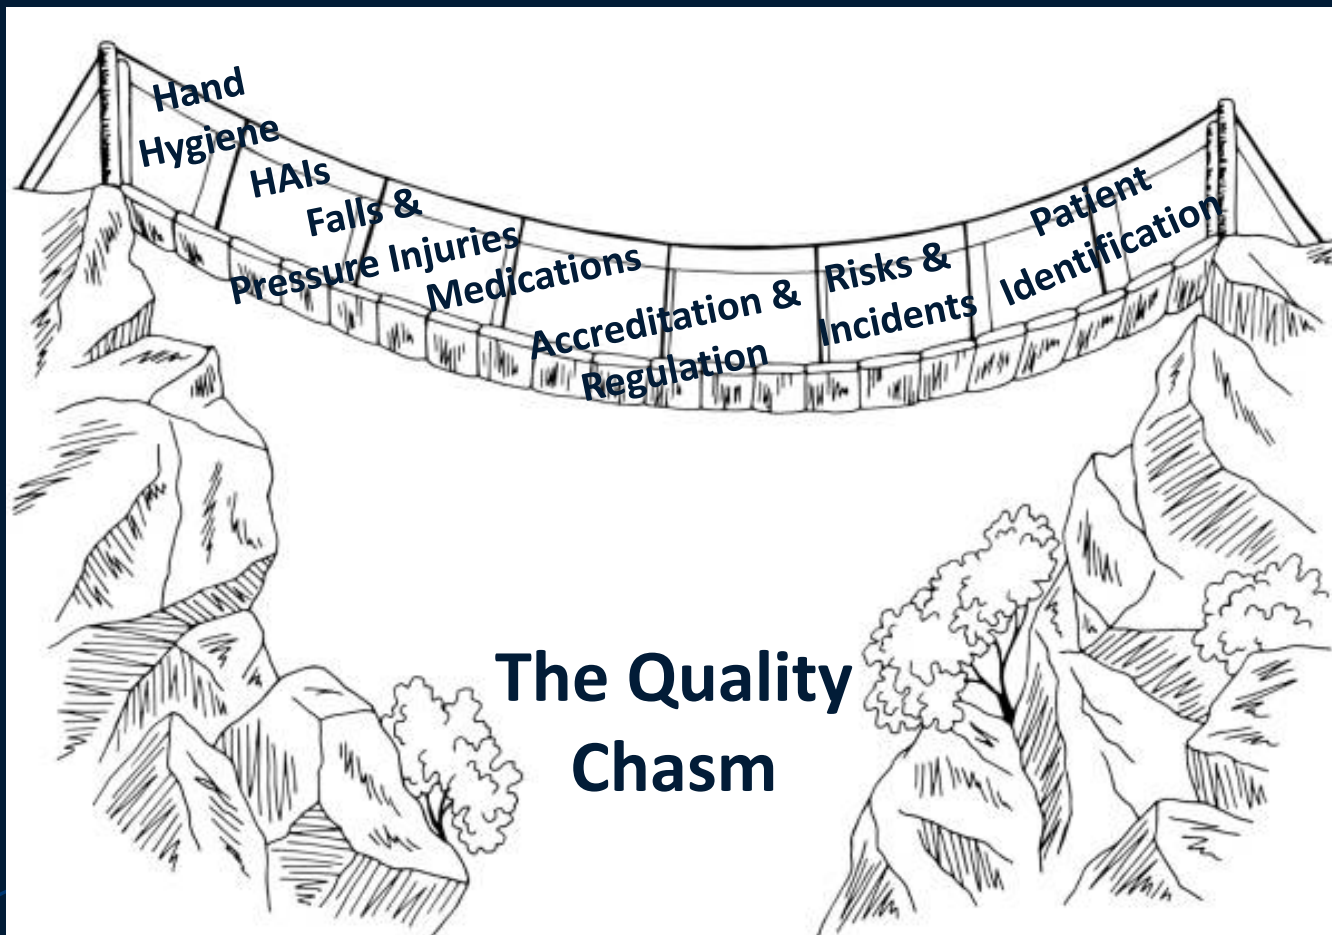 Hand
Hygiene
HAIs
Falls &
Pressure Injuries
Medications
Accreditation &
Regulation
Risks &
Incidents
Patient
Identification
The Quality
Chasm